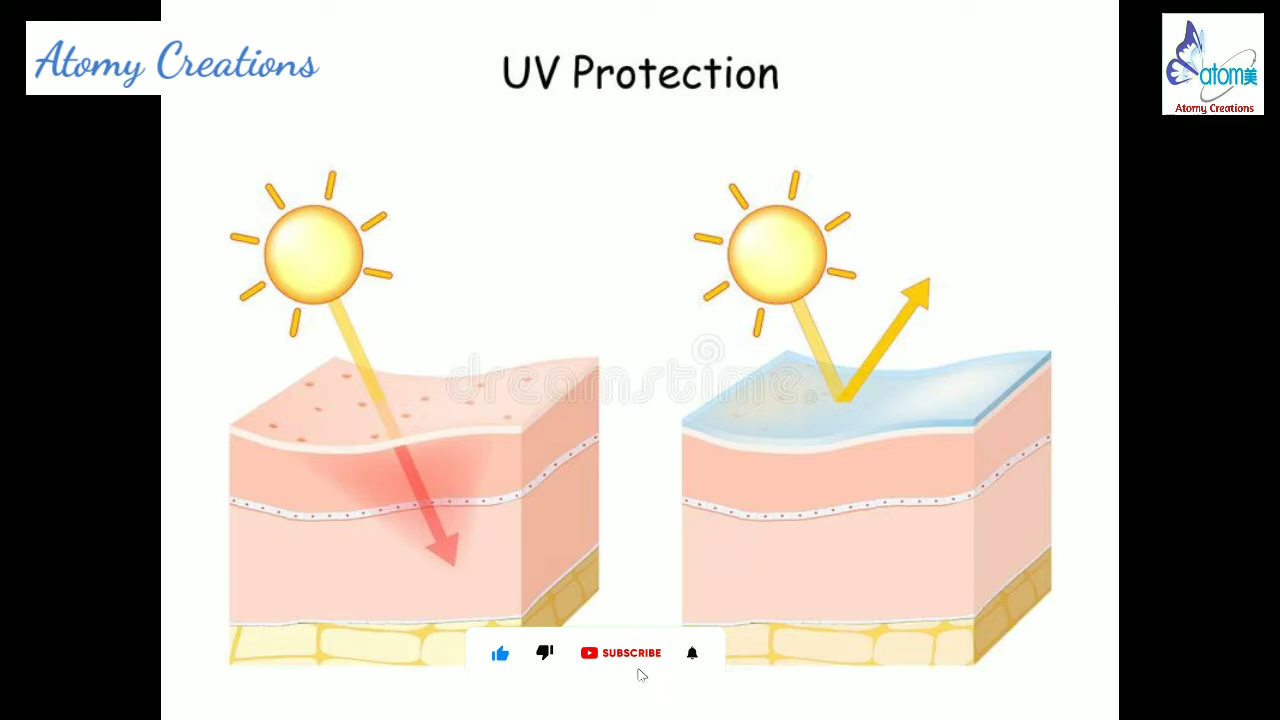 Atomy Creations
UV Protection
atom美
Atomy Creations
dreamstime
SUBSCRIBE